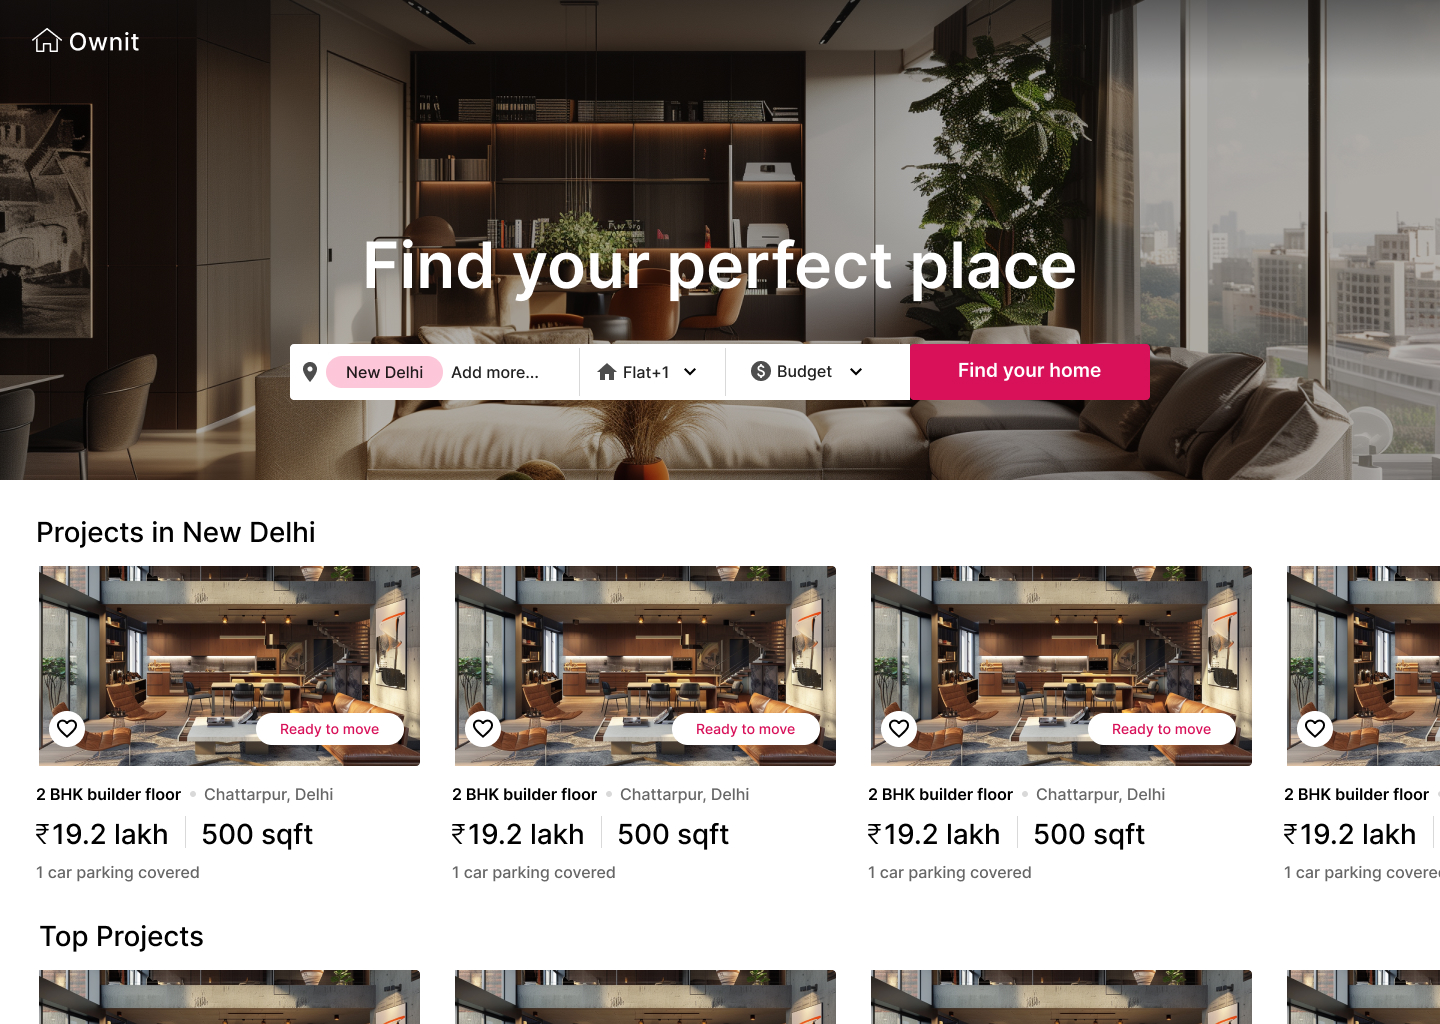 Ownit
Find your perfect place
New Delhi Add more... Flat+1 Budget Find your home
Projects in New Delhi
Ready to move Ready to move Ready to move
2 BHK builder floor • Chattarpur, Delhi 2 BHK builder floor • Chattarpur, Delhi 2 BHK builder floor • Chattarpur, Delhi 2 BHK builder floor
₹19.2 lakh 500 sqft ₹19.2 lakh 500 sqft ₹19.2 lakh 500 sqft ₹19.2 lakh
1 car parking covered 1 car parking covered 1 car parking covered 1 car parking covere
Top Projects